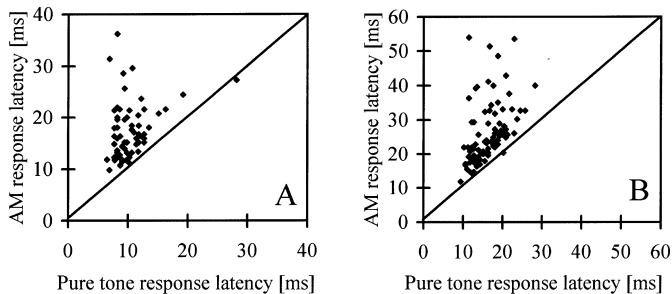 AM response latency [ms]
40
30
20
10
0
A
0 10 20 30 40
Pure tone response latency [ms]
AM response latency [ms]
60
50
40
30
20
10
0
B
0 10 20 30 40 50 60
Pure tone response latency [ms]